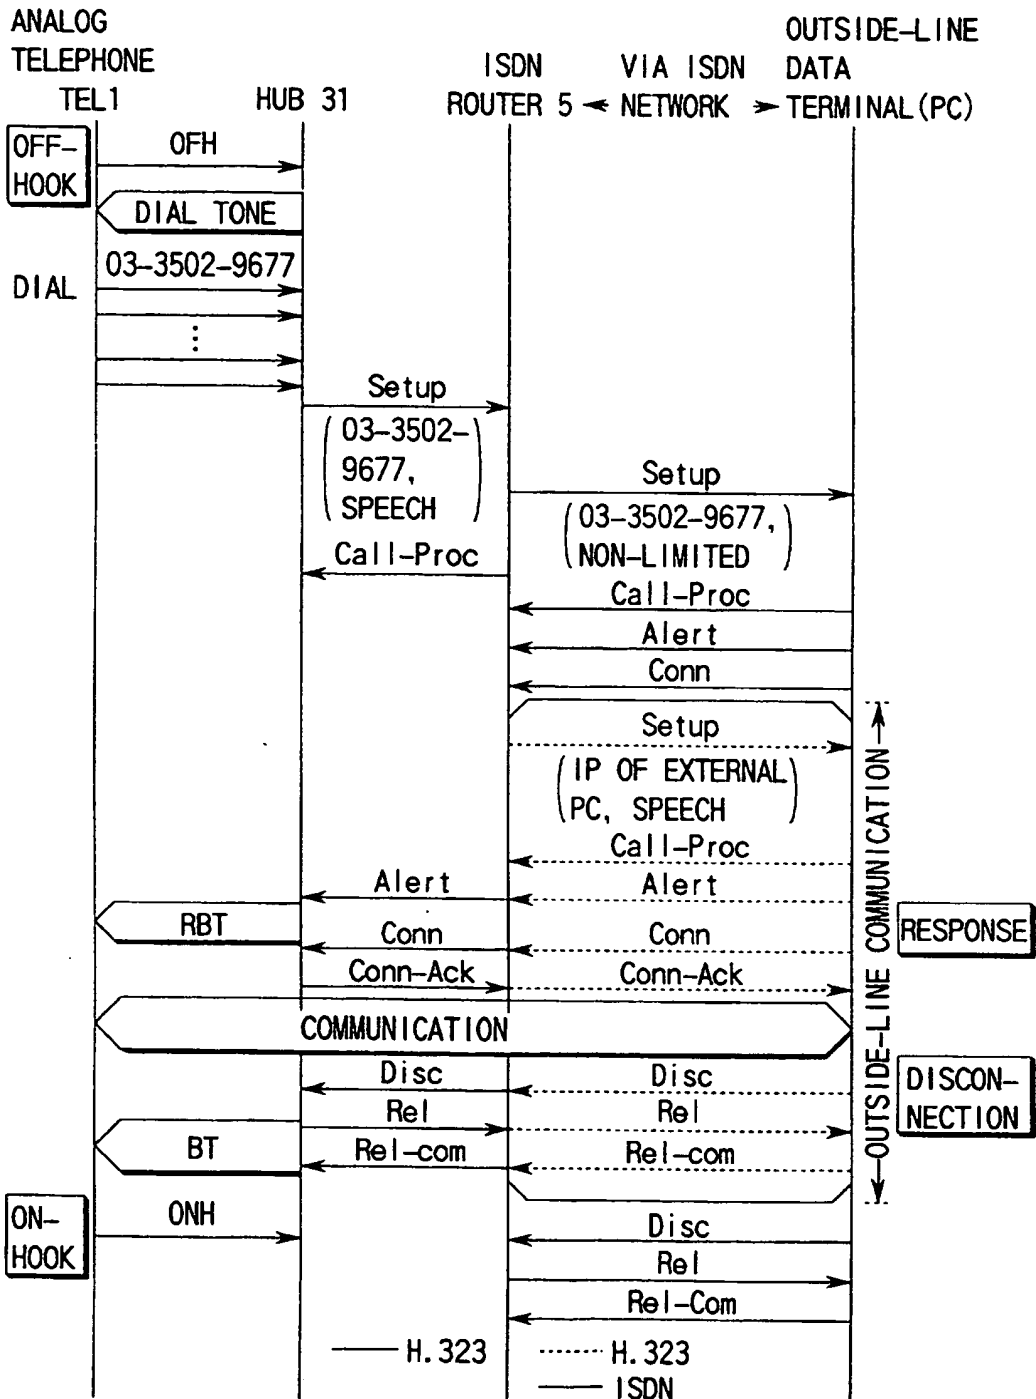 ANALOG
TELEPHONE
TEL1
HUB 31
ISDN
ROUTER 5
VIA ISDN
NETWORK
OUTSIDE-LINE
DATA
TERMINAL(PC)
OFF-
HOOK
OFH
DIAL TONE
DIAL
03-3502-9677
Setup
03-3502-
9677,
SPEECH
Setup
03-3502-9677,
NON-LIMITED
Call-Proc
Call-Proc
Alert
Conn
Setup
IP OF EXTERNAL
PC, SPEECH
Call-Proc
Alert
Alert
RBT
Conn
Conn
RESPONSE
Conn-Ack
Conn-Ack
COMMUNICATION
OUTSIDE-LINE COMMUNICATION
Disc
Disc
DISCON-
NECTION
Rel
Rel
BT
Rel-com
Rel-com
ON-
HOOK
ONH
Disc
Rel
Rel-Com
H.323
H.323
ISDN